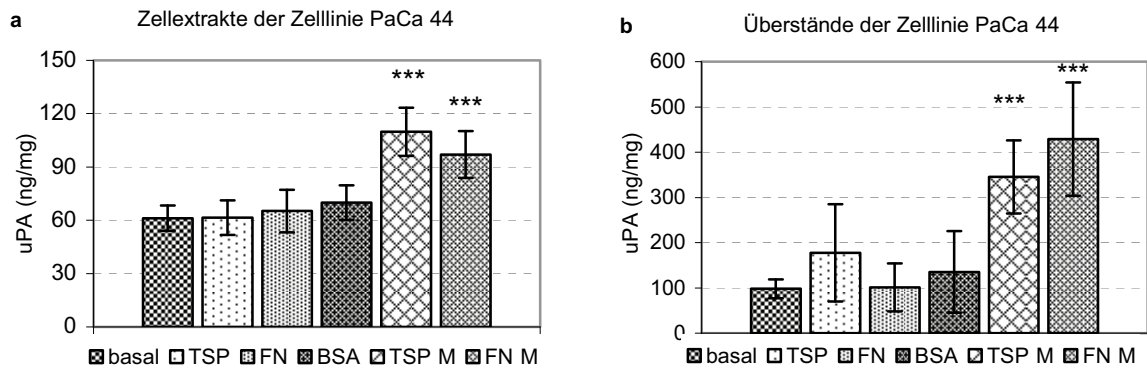 a
Zellextrakte der Zelllinie PaCa 44
150
120
90
60
30
0
uPA (ng/mg)
***
***
basal TSP FN BSA TSP M FN M
b
Überstände der Zelllinie PaCa 44
600
500
400
300
200
100
0
uPA (ng/mg)
***
***
basal TSP FN BSA TSP M FN M